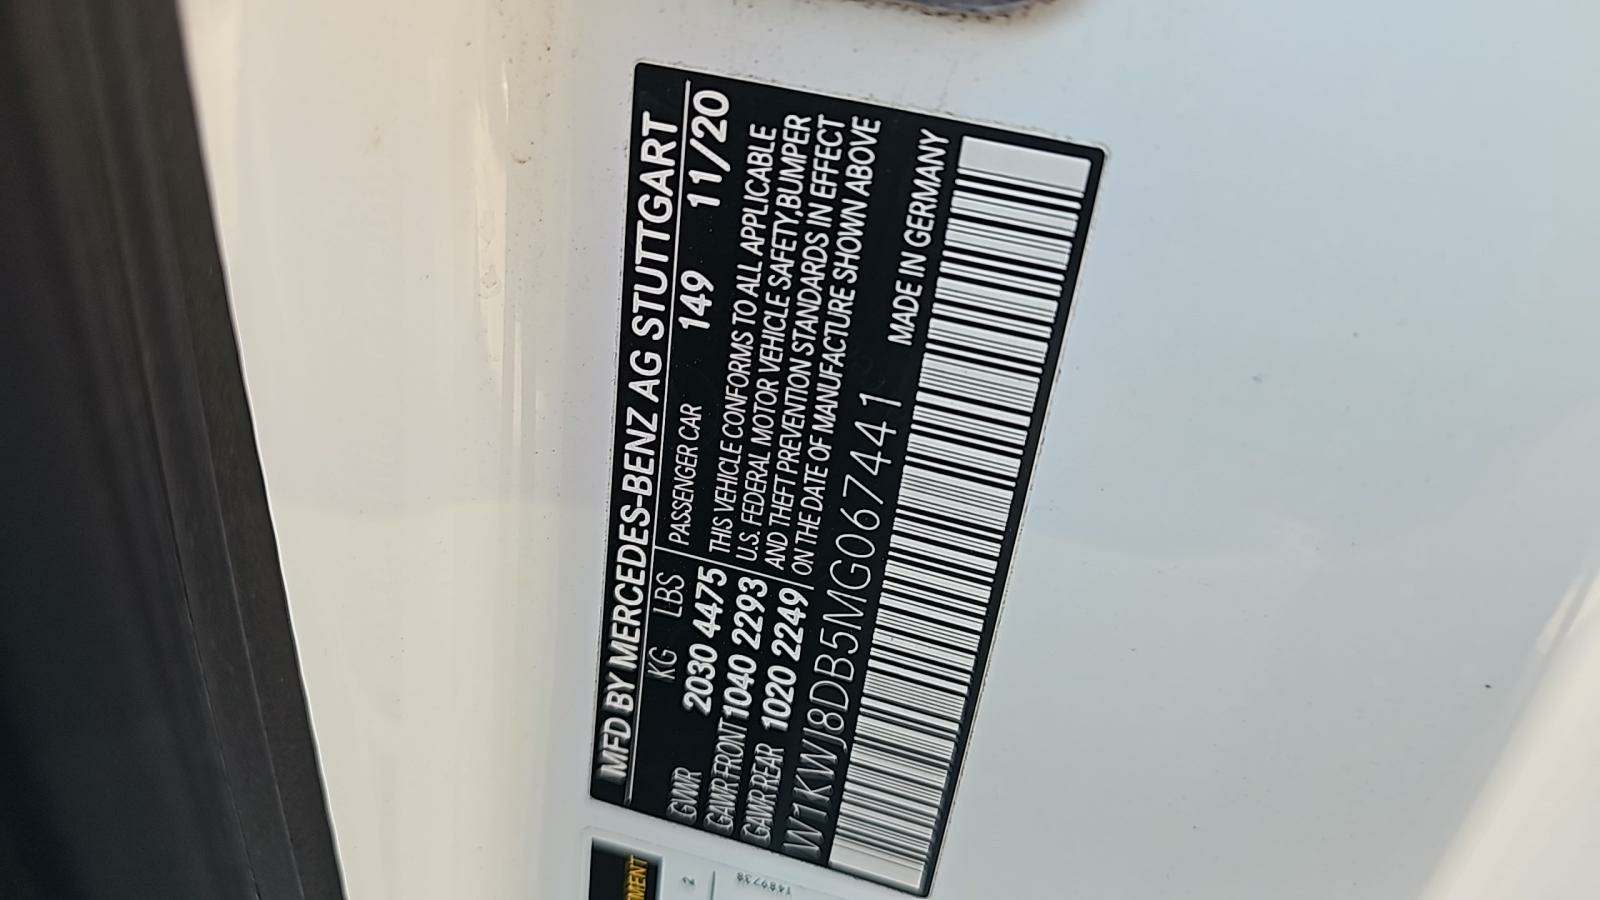 MFD BY MERCEDES-BENZ AG STUTTGART
KG LBS PASSENGER CAR 149 11/20
GVWR 2030 4475
GAWR FRONT 1040 2293
GAWR REAR 1020 2249
THIS VEHICLE CONFORMS TO ALL APPLICABLE
U.S. FEDERAL MOTOR VEHICLE SAFETY, BUMPER
AND THEFT PREVENTION STANDARDS IN EFFECT
ON THE DATE OF MANUFACTURE SHOWN ABOVE
W1KWJ8DB5MG067441 MADE IN GERMANY